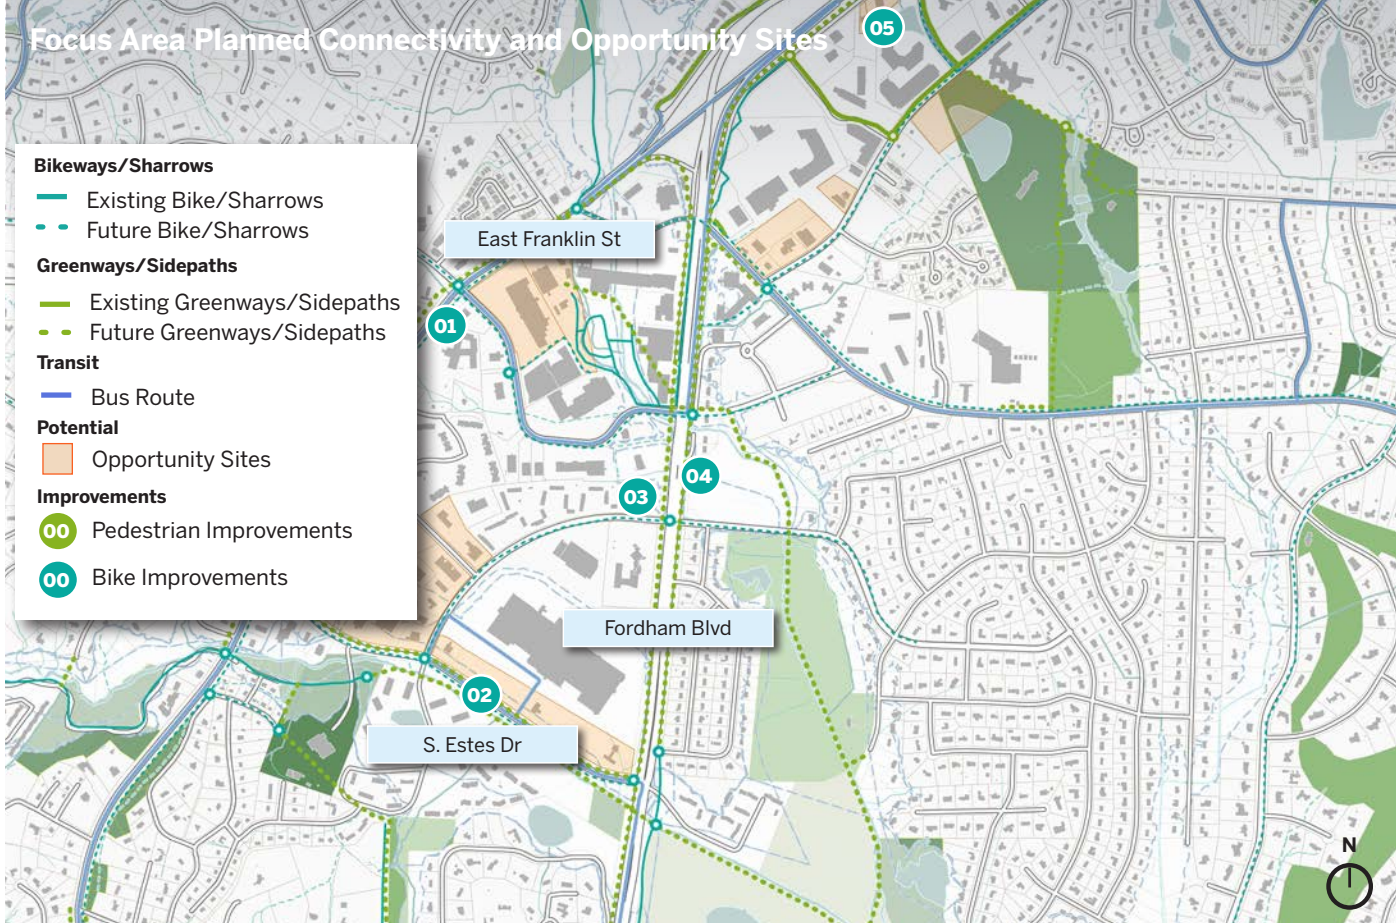 Focus Area Planned Connectivity and Opportunity Sites
05
Bikeways/Sharrows
Existing Bike/Sharrows
Future Bike/Sharrows
Greenways/Sidepaths
Existing Greenways/Sidepaths
Future Greenways/Sidepaths
Transit
Bus Route
Potential
Opportunity Sites
Improvements
00 Pedestrian Improvements
00 Bike Improvements
East Franklin St
01
04
03
Fordham Blvd
02
S. Estes Dr
N